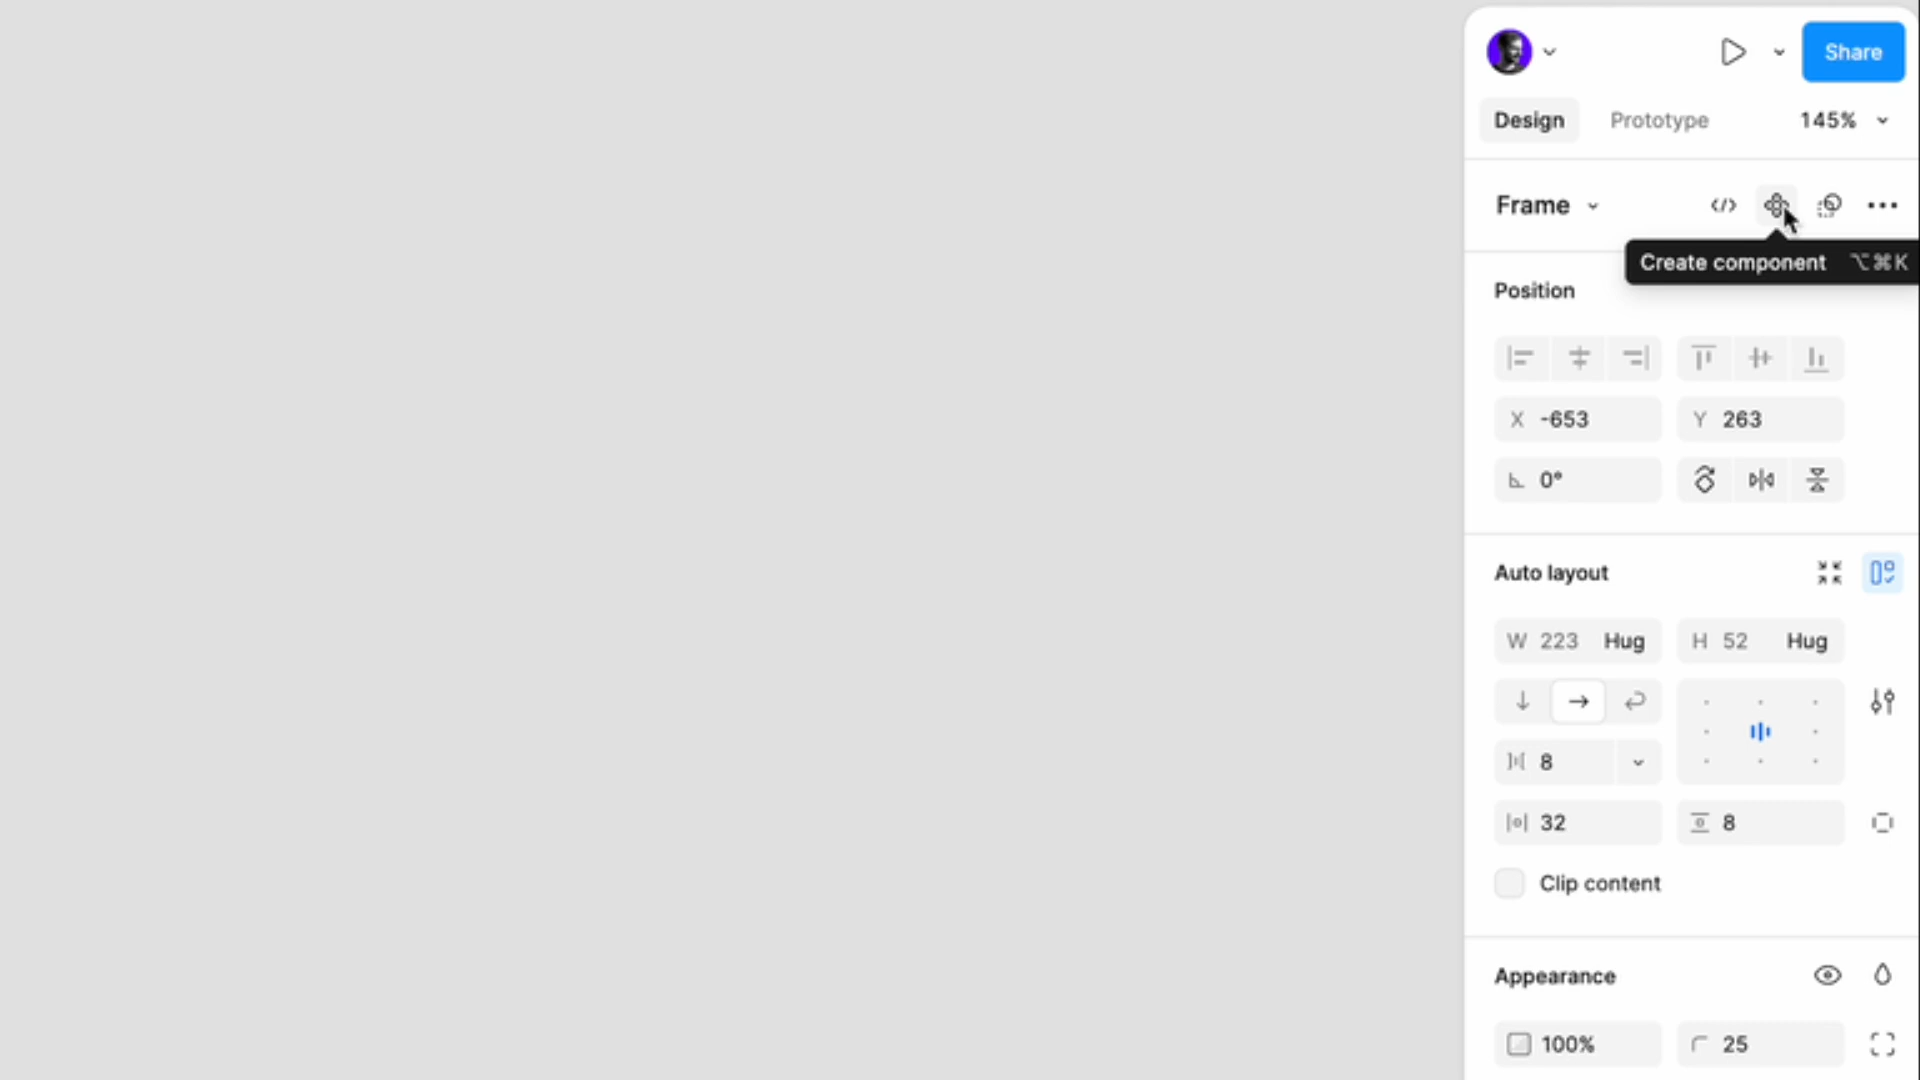 Share
Design Prototype 145%
Frame
Create component ⌥⌘K
Position
X -653 Y 263
0°
Auto layout
W 223 Hug H 52 Hug
8
32 8
Clip content
Appearance
100% 25